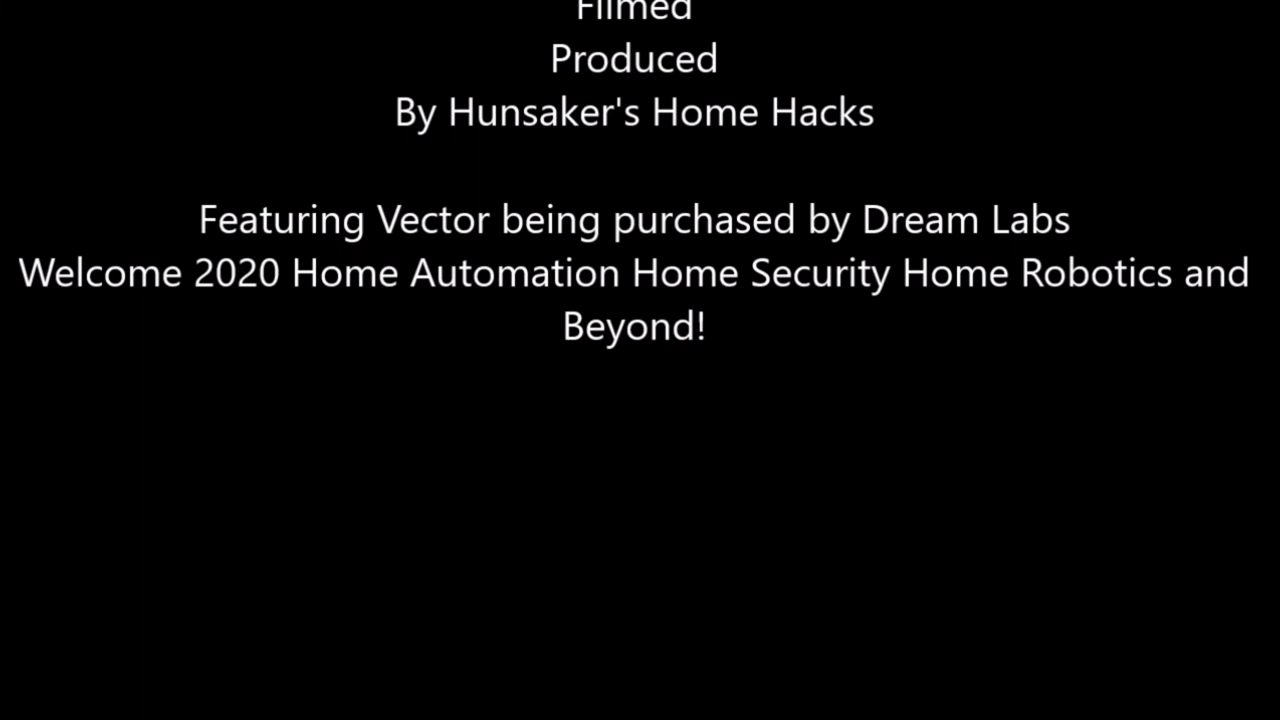 Filmed
Produced
By Hunsaker's Home Hacks
Featuring Vector being purchased by Dream Labs
Welcome 2020 Home Automation Home Security Home Robotics and
Beyond!